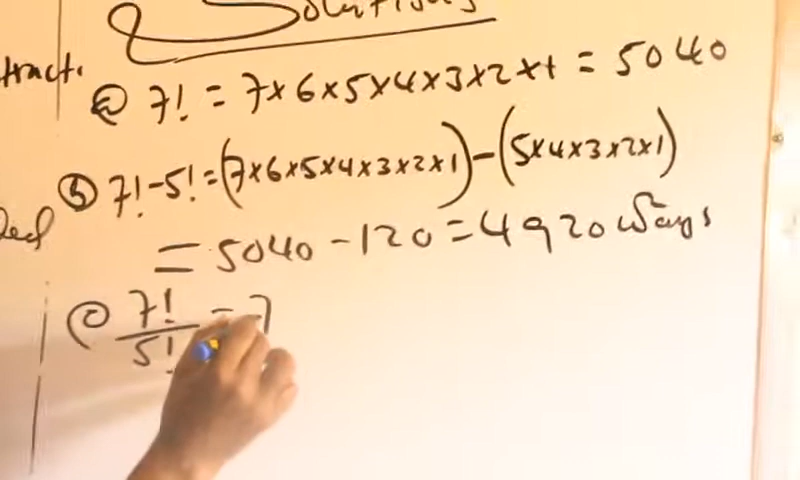 Solutions
tract.
ⓐ 7! = 7×6×5×4×3×2×1 = 5040
ⓑ 7!-5! = (7×6×5×4×3×2×1)-(5×4×3×2×1)
= 5040-120 = 4920 ways
ⓒ 7!/5! = 7